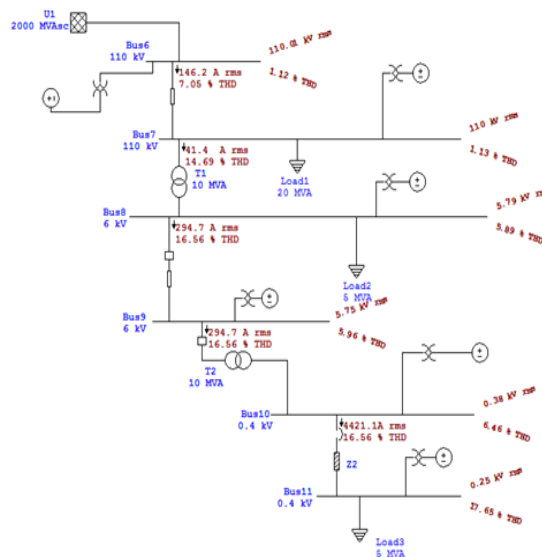 U1
2000 MVAsc
Bus6
110 kV
110.01 kV rms
1.12 % THD
146.2 A rms
7.05 % THD
Bus7
110 kV
110 kV rms
1.13 % THD
41.4 A rms
14.69 % THD
T1
10 MVA
Load1
20 MVA
Bus8
6 kV
5.79 kV rms
5.89 % THD
294.7 A rms
16.56 % THD
Load2
5 MVA
Bus9
6 kV
5.75 kV rms
5.96 % THD
294.7 A rms
16.56 % THD
T2
10 MVA
Bus10
0.4 kV
0.38 kV rms
6.46 % THD
4421.1A rms
16.56 % THD
Z2
Bus11
0.4 kV
0.25 kV rms
17.65 % THD
Load3
5 MVA